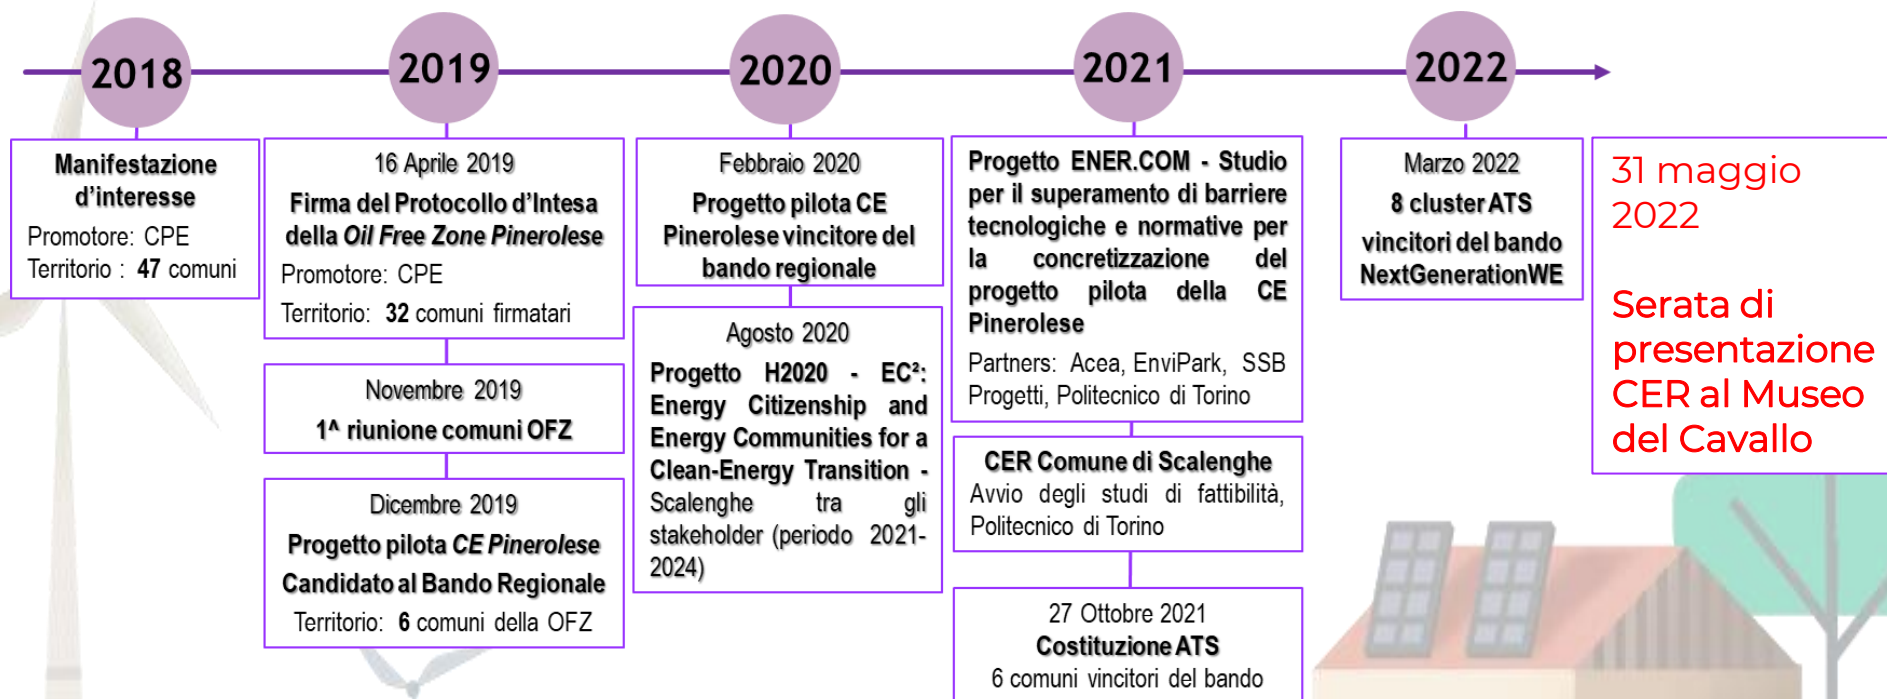 2018
2019
2020
2021
2022
Manifestazione
d'interesse
Promotore: CPE
Territorio : 47 comuni
16 Aprile 2019
Firma del Protocollo d'Intesa
della Oil Free Zone Pinerolese
Promotore: CPE
Territorio: 32 comuni firmatari
Novembre 2019
1^ riunione comuni OFZ
Dicembre 2019
Progetto pilota CE Pinerolese
Candidato al Bando Regionale
Territorio: 6 comuni della OFZ
Febbraio 2020
Progetto pilota CE
Pinerolese vincitore del
bando regionale
Agosto 2020
Progetto H2020 - EC²:
Energy Citizenship and
Energy Communities for a
Clean-Energy Transition -
Scalenghe tra gli
stakeholder (periodo 2021-
2024)
Progetto ENER.COM - Studio
per il superamento di barriere
tecnologiche e normative per
la concretizzazione del
progetto pilota della CE
Pinerolese
Partners: Acea, EnviPark, SSB
Progetti, Politecnico di Torino
CER Comune di Scalenghe
Avvio degli studi di fattibilità,
Politecnico di Torino
27 Ottobre 2021
Costituzione ATS
6 comuni vincitori del bando
Marzo 2022
8 cluster ATS
vincitori del bando
NextGenerationWE
31 maggio
2022
Serata di
presentazione
CER al Museo
del Cavallo